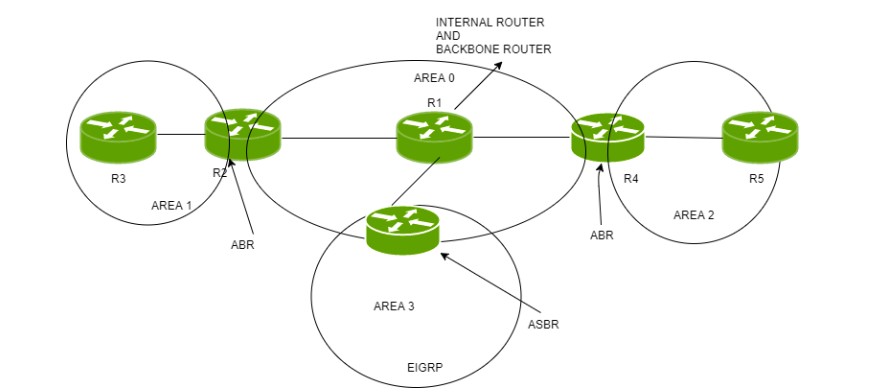 INTERNAL ROUTER
AND
BACKBONE ROUTER
AREA 0
R1
R3
R2
R4
R5
AREA 1
AREA 2
ABR
ABR
AREA 3
ASBR
EIGRP